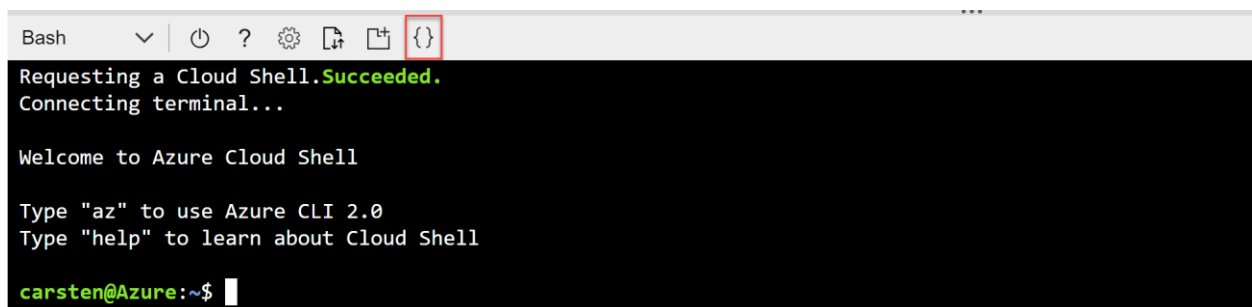 Bash ? {}
Requesting a Cloud Shell.Succeeded.
Connecting terminal...
Welcome to Azure Cloud Shell
Type "az" to use Azure CLI 2.0
Type "help" to learn about Cloud Shell
carsten@Azure:~$